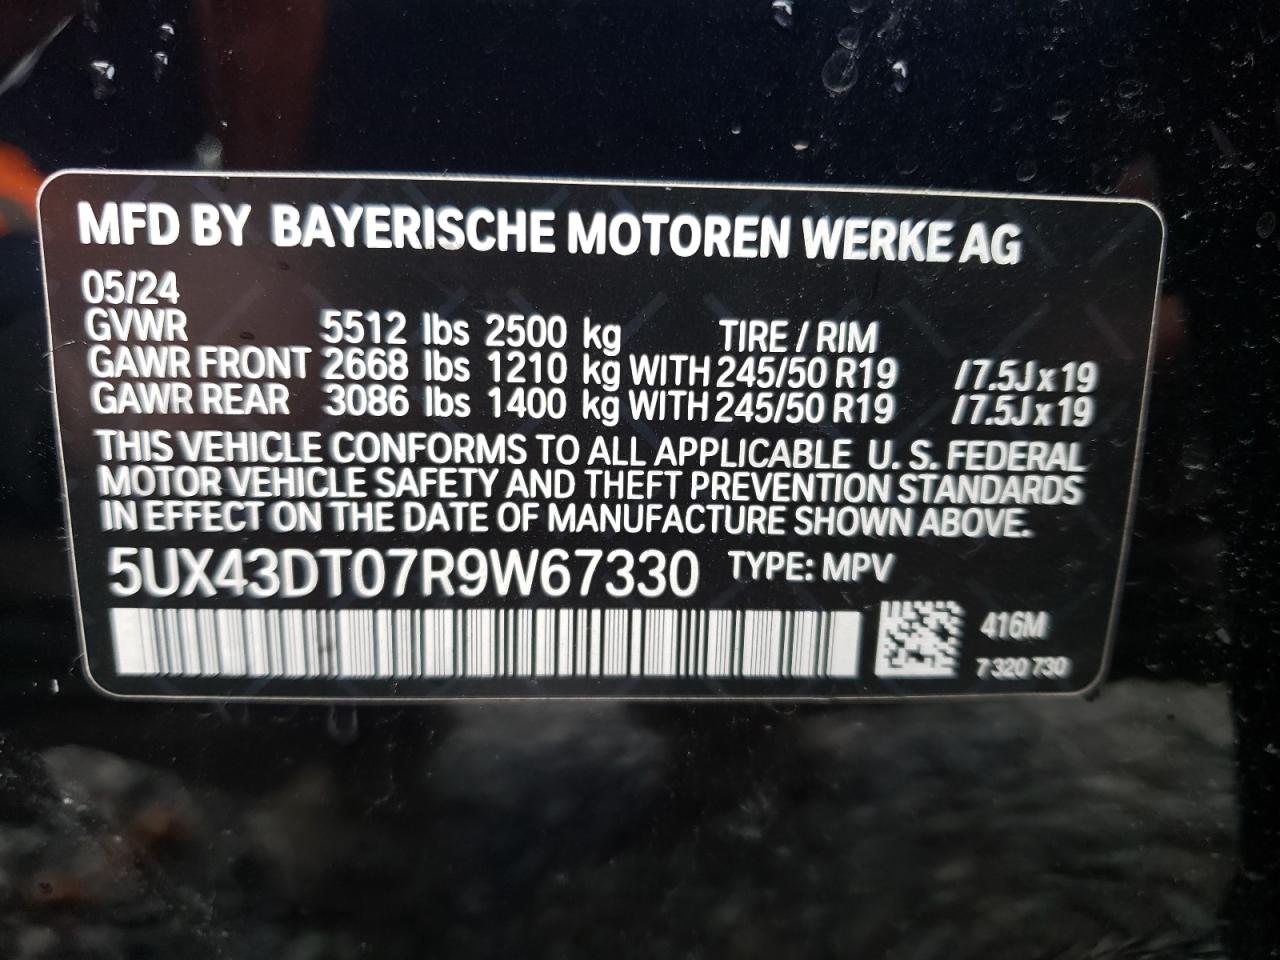 MFD BY BAYERISCHE MOTOREN WERKE AG
05/24
GVWR 5512 lbs 2500 kg TIRE / RIM
GAWR FRONT 2668 lbs 1210 kg WITH 245/50 R19 / 7.5J x 19
GAWR REAR 3086 lbs 1400 kg WITH 245/50 R19 / 7.5J x 19
THIS VEHICLE CONFORMS TO ALL APPLICABLE U. S. FEDERAL
MOTOR VEHICLE SAFETY AND THEFT PREVENTION STANDARDS
IN EFFECT ON THE DATE OF MANUFACTURE SHOWN ABOVE.
5UX43DT07R9W67330 TYPE: MPV
416M
7 320 730